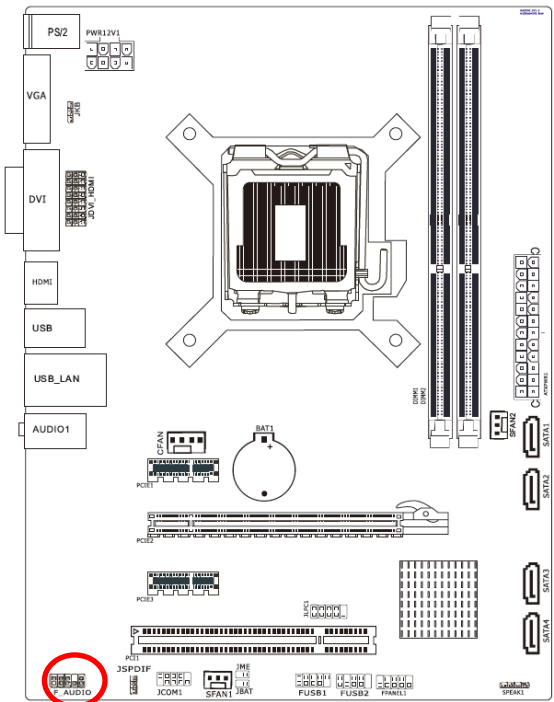 PS/2
PWR12V1
VGA
JKB
DVI
JDVI_HDMI
HDMI
USB
USB_LAN
AUDIO1
CFAN
BAT1
+
DIMM1
DIMM2
ATXPWR1
SFAN2
SATA1
SATA2
PCIE1
PCIE2
PCIE3
SATA3
SATA4
JLPC1
PCI1
F_AUDIO
JSPDIF
JCOM1
SFAN1
JME
JBAT
FUSB1
FUSB2
FPANEL1
SPEAK1